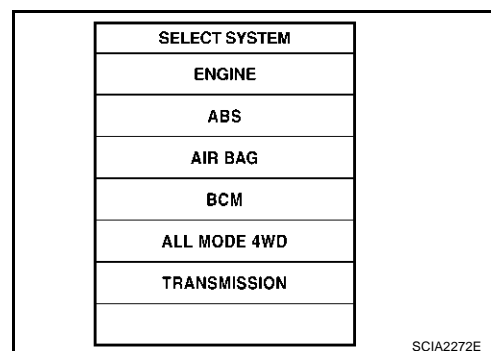 SELECT SYSTEM
ENGINE
ABS
AIR BAG
BCM
ALL MODE 4WD
TRANSMISSION
SCIA2272E